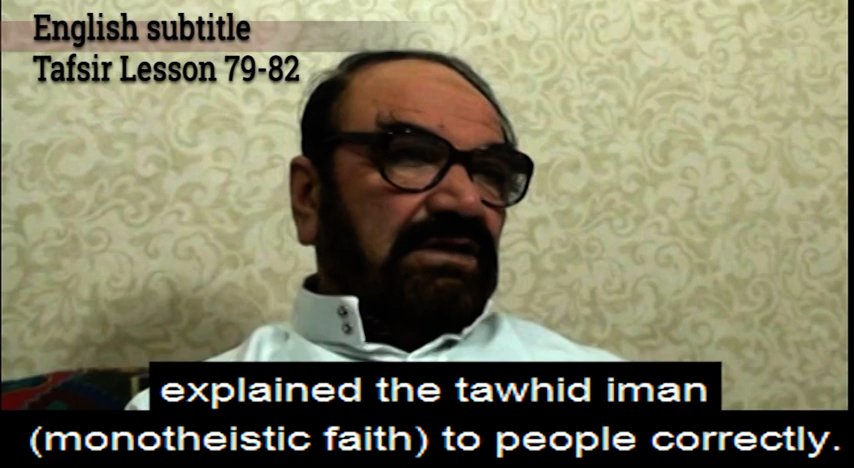 English subtitle
Tafsir Lesson 79-82
explained the tawhid iman
(monotheistic faith) to people correctly.